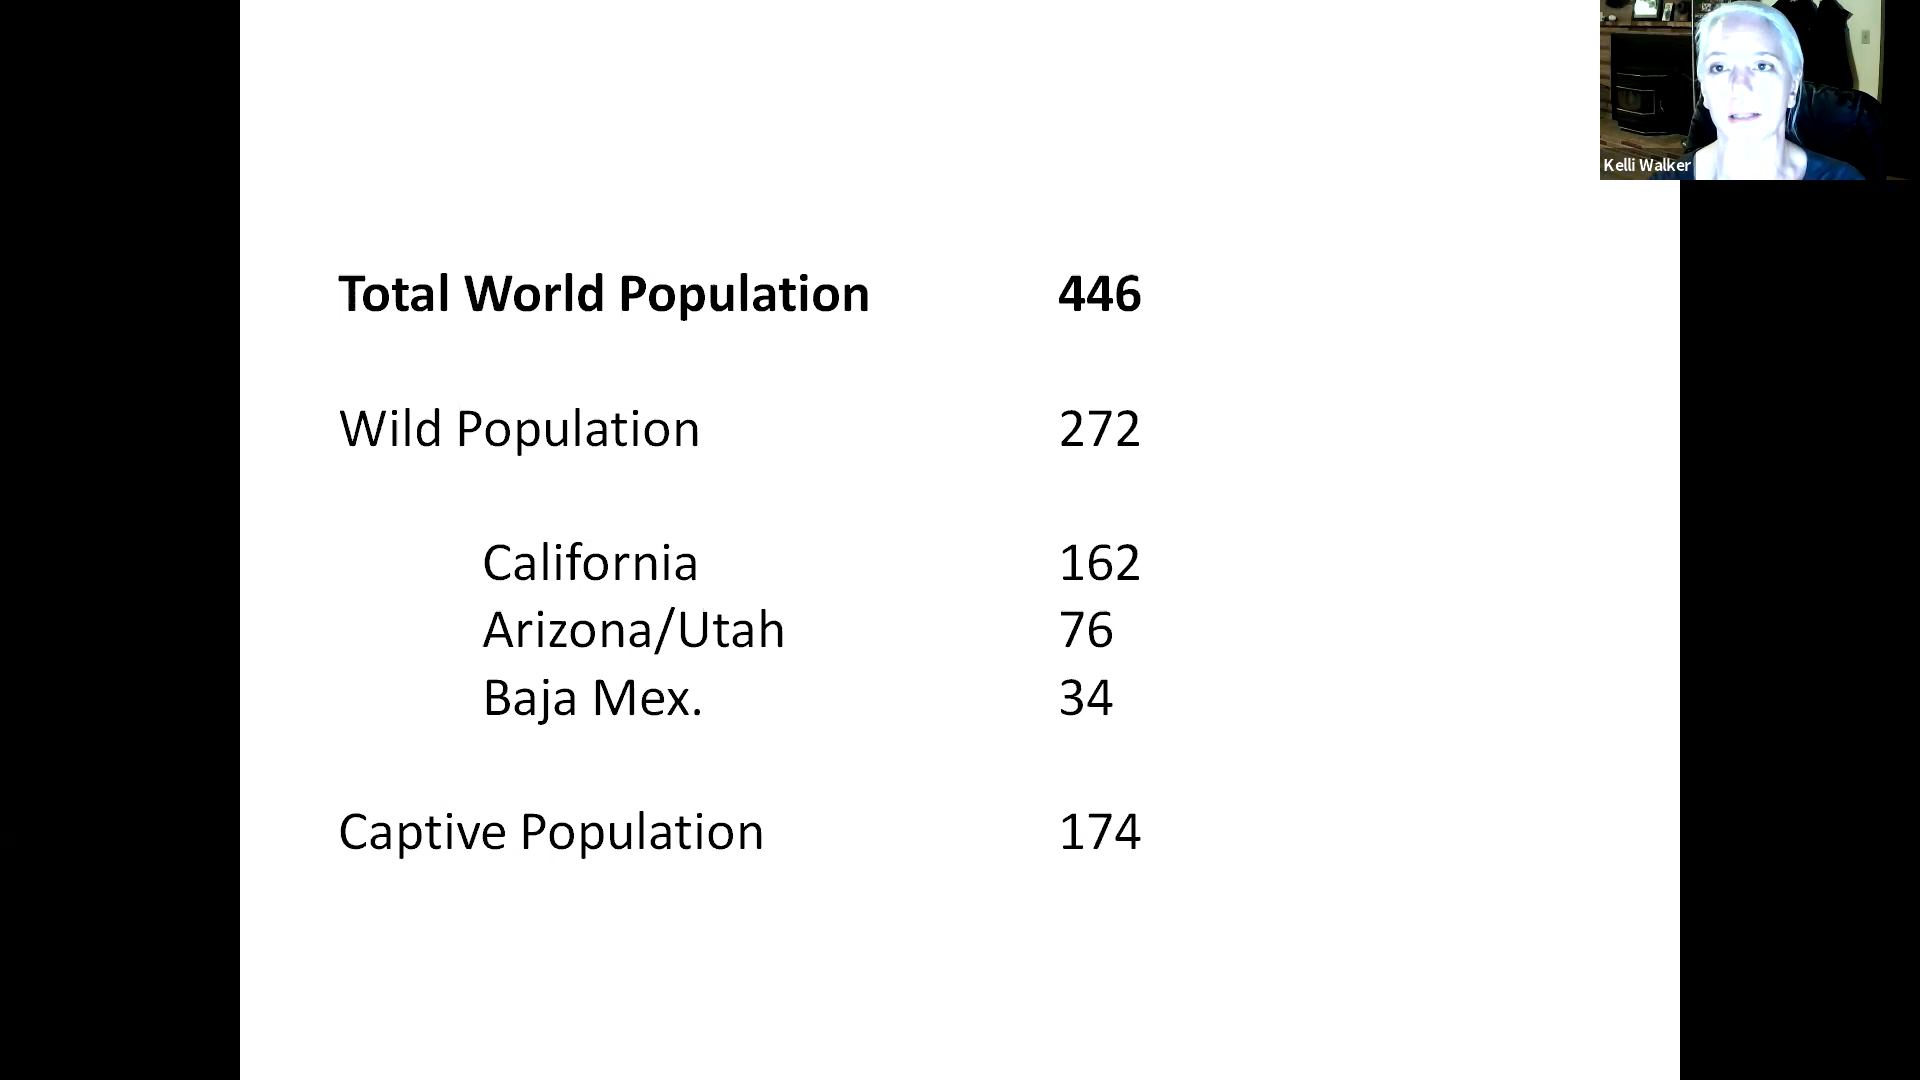 Kelli Walker
Total World Population 446
Wild Population 272
California 162
Arizona/Utah 76
Baja Mex. 34
Captive Population 174